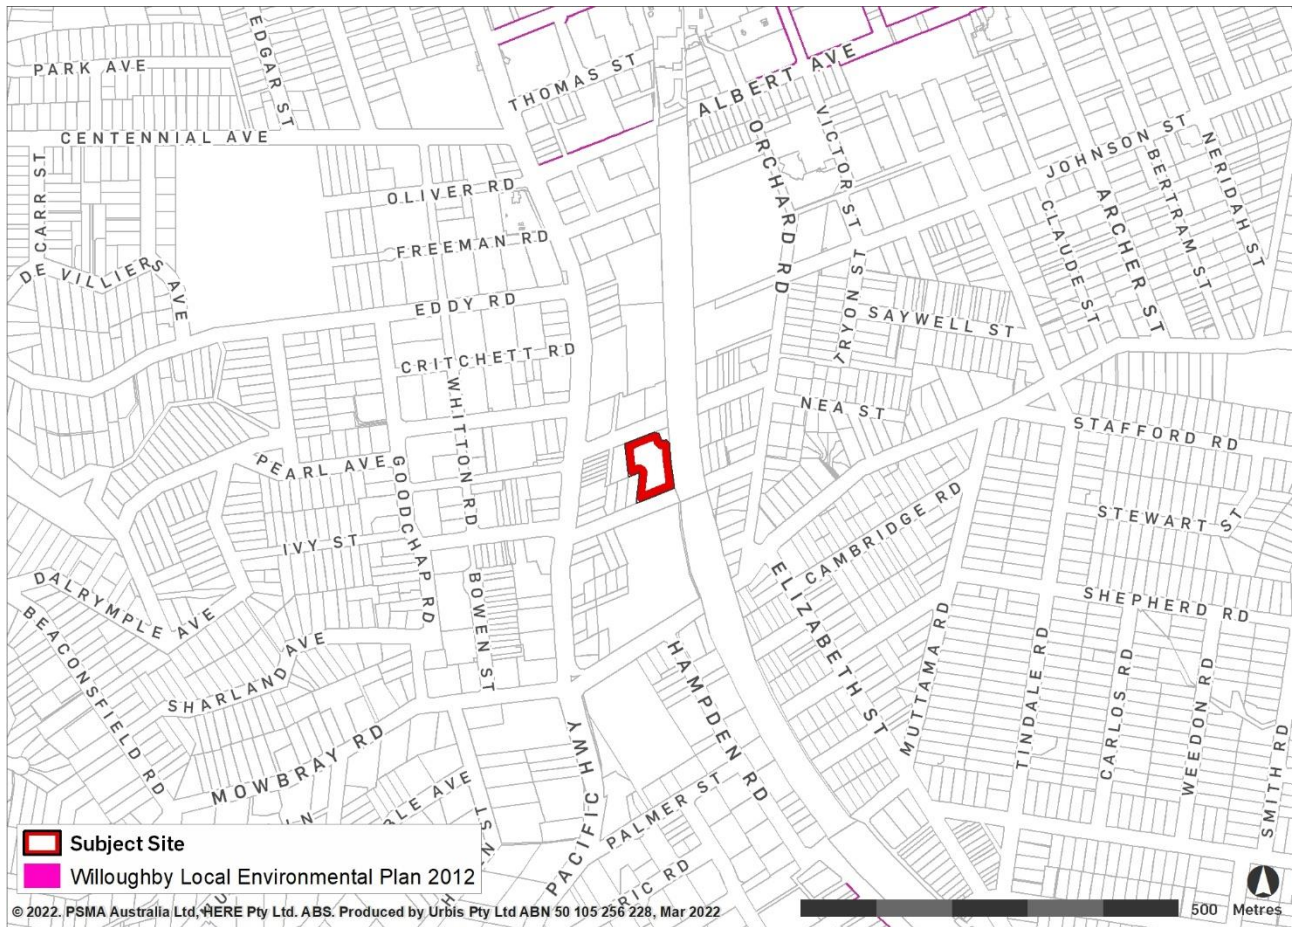 EDGAR ST
PARK AVE
THOMAS ST
ALBERT AVE
CENTENNIAL AVE
ORCHARD RD
VICTOR ST
JOHNSON ST
NERIDAH ST
BERTRAM ST
CARR ST
OLIVER RD
ARCHER ST
CLAUDE ST
FREEMAN RD
DE VILLIERS AVE
EDDY RD
TRYON ST
SAYWELL ST
CRITCHETT RD
WHITTON RD
NEA ST
STAFFORD RD
PEARL AVE
GOODCHAP RD
CAMBRIDGE RD
STEWART ST
IVY ST
DALRYMPLE AVE
BOWEN ST
ELIZABETH ST
SHEPHERD RD
BEACONSFIELD RD
SHARLAND AVE
HAMPDEN RD
MUTTAMA RD
TINDALE RD
CARLOS RD
WEEDON RD
SMITH RD
MOWBRAY RD
PACIFIC HWY
PALMER ST
BLE AVE
RIC RD
Subject Site
Willoughby Local Environmental Plan 2012
© 2022. PSMA Australia Ltd, HERE Pty Ltd. ABS. Produced by Urbis Pty Ltd ABN 50 105 256 228, Mar 2022
500 Metres